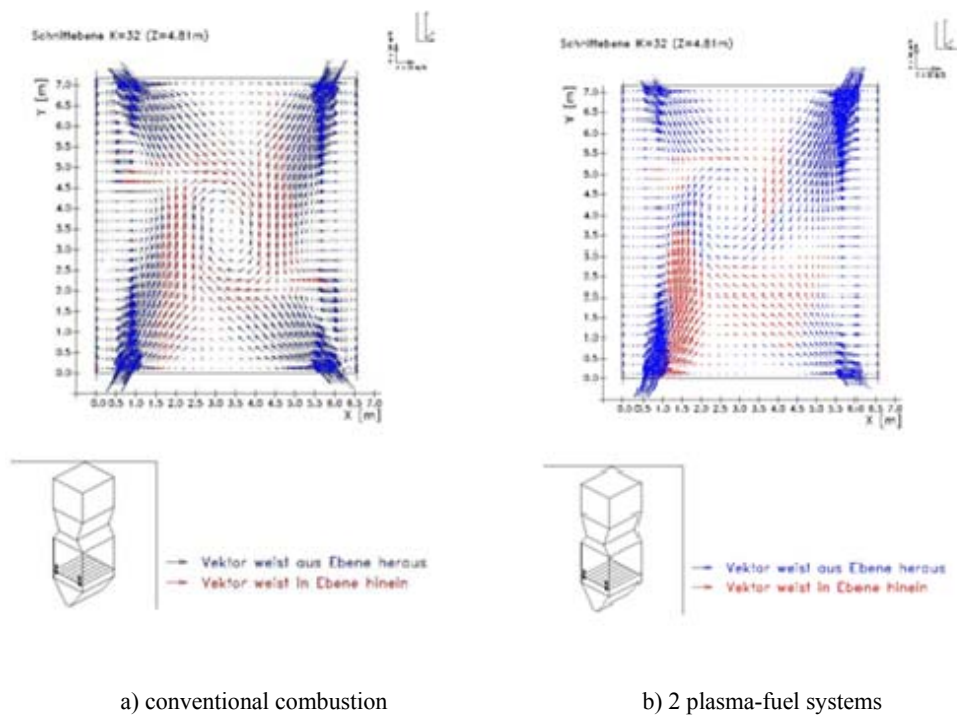 Schnittebene K=32 (Z=4.81m)
Y [m]
7.0
6.5
6.0
5.5
5.0
4.5
4.0
3.5
3.0
2.5
2.0
1.5
1.0
0.5
0.0
0.0 0.5 1.0 1.5 2.0 2.5 3.0 3.5 4.0 4.5 5.0 5.5 6.0 6.5 7.0
X [m]
Vektor weist aus Ebene heraus
Vektor weist in Ebene hinein
a) conventional combustion
Schnittebene K=32 (Z=4.81m)
Y [m]
7.0
6.5
6.0
5.5
5.0
4.5
4.0
3.5
3.0
2.5
2.0
1.5
1.0
0.5
0.0
0.0 0.5 1.0 1.5 2.0 2.5 3.0 3.5 4.0 4.5 5.0 5.5 6.0 6.5 7.0
X [m]
Vektor weist aus Ebene heraus
Vektor weist in Ebene hinein
b) 2 plasma-fuel systems